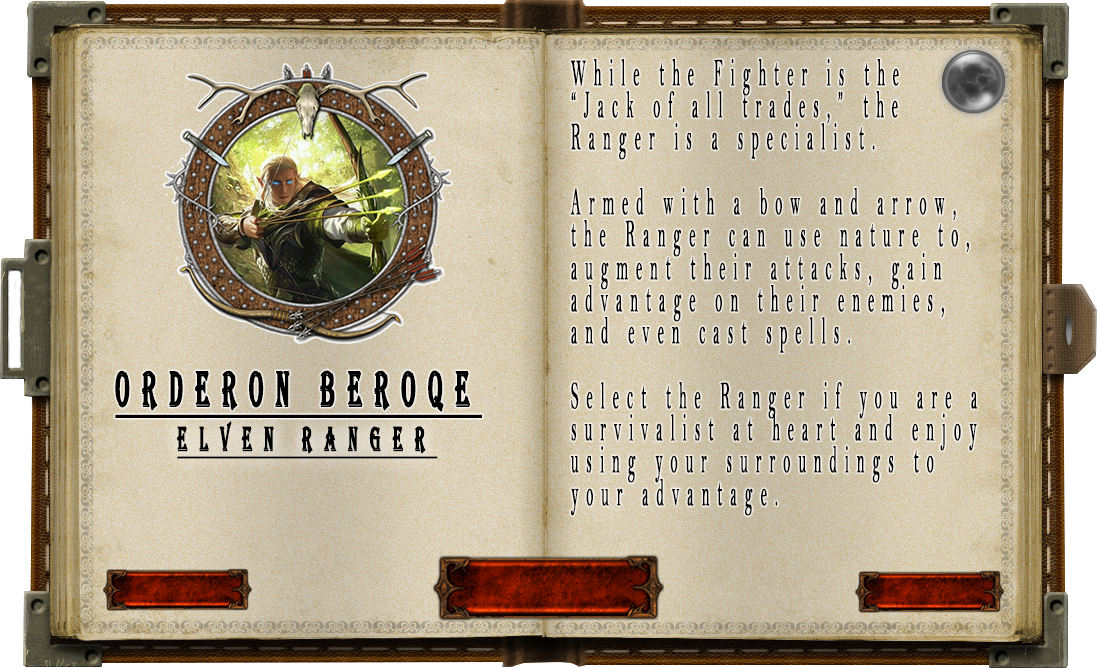 ORDERON BEROQE
ELVEN RANGER
While the Fighter is the
“Jack of all trades,” the
Ranger is a specialist.
Armed with a bow and arrow,
the Ranger can use nature to,
augment their attacks, gain
advantage on their enemies,
and even cast spells.
Select the Ranger if you are a
survivalist at heart and enjoy
using your surroundings to
your advantage.